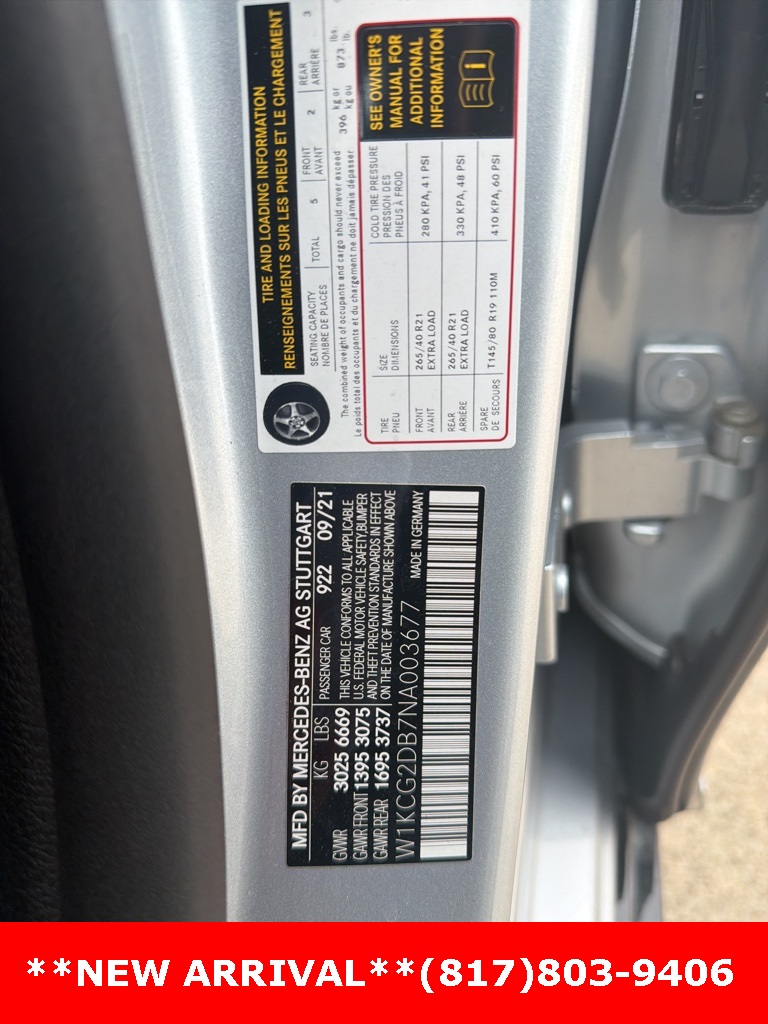 TIRE AND LOADING INFORMATION
RENSEIGNEMENTS SUR LES PNEUS ET LE CHARGEMENT
SEATING CAPACITY
NOMBRE DE PLACES
TOTAL 5
FRONT
AVANT 2
REAR
ARRIÈRE 3
The combined weight of occupants and cargo should never exceed 396 kg or 873 lbs.
Le poids total des occupants et du chargement ne doit jamais dépasser kg ou lb.
TIRE
PNEU
SIZE
DIMENSIONS
COLD TIRE PRESSURE
PRESSION DES
PNEUS À FROID
FRONT
AVANT
265/40 R21
EXTRA LOAD
280 KPA, 41 PSI
REAR
ARRIÈRE
265/40 R21
EXTRA LOAD
330 KPA, 48 PSI
SPARE
DE SECOURS
T145/80 R19 110M
410 KPA, 60 PSI
SEE OWNER'S
MANUAL FOR
ADDITIONAL
INFORMATION
MFD BY MERCEDES-BENZ AG STUTTGART
KG LBS PASSENGER CAR 922 09/21
GVWR 3025 6669
GAWR FRONT 1395 3075
GAWR REAR 1695 3737
THIS VEHICLE CONFORMS TO ALL APPLICABLE
U.S. FEDERAL MOTOR VEHICLE SAFETY,BUMPER
AND THEFT PREVENTION STANDARDS IN EFFECT
ON THE DATE OF MANUFACTURE SHOWN ABOVE
W1KCG2DB7NA003677 MADE IN GERMANY
**NEW ARRIVAL**(817)803-9406